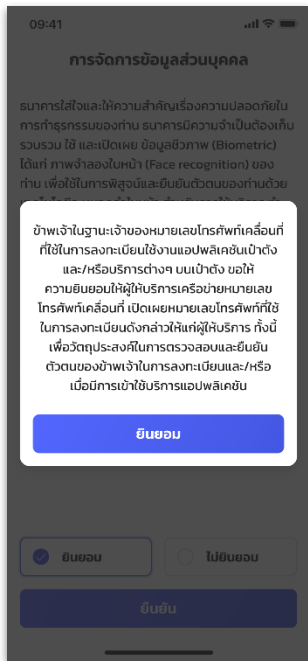 09:41
การจัดการข้อมูลส่วนบุคคล
ธนาคารใส่ใจและให้ความสำคัญเรื่องความปลอดภัยใน
การทำธุรกรรมของท่าน ธนาคารมีความจำเป็นต้องเก็บ
รวบรวม ใช้ และเปิดเผย ข้อมูลชีวภาพ (Biometric)
ได้แก่ ภาพจำลองใบหน้า (Face recognition) ของ
ท่าน เพื่อใช้ในการพิสูจน์และยืนยันตัวตนของท่านด้วย
ข้าพเจ้าในฐานะเจ้าของหมายเลขโทรศัพท์เคลื่อนที่
ที่ใช้ในการลงทะเบียนใช้งานแอปพลิเคชันเป๋าตัง
และ/หรือบริการต่างๆ บนเป๋าตัง ขอให้
ความยินยอมให้ผู้ให้บริการเครือข่ายหมายเลข
โทรศัพท์เคลื่อนที่ เปิดเผยหมายเลขโทรศัพท์ที่ใช้
ในการลงทะเบียนดังกล่าวให้แก่ผู้ให้บริการ ทั้งนี้
เพื่อวัตถุประสงค์ในการตรวจสอบและยืนยัน
ตัวตนของข้าพเจ้าในการลงทะเบียนและ/หรือ
เมื่อมีการเข้าใช้บริการแอปพลิเคชัน
ยินยอม
ยินยอม
ไม่ยินยอม
ยืนยัน